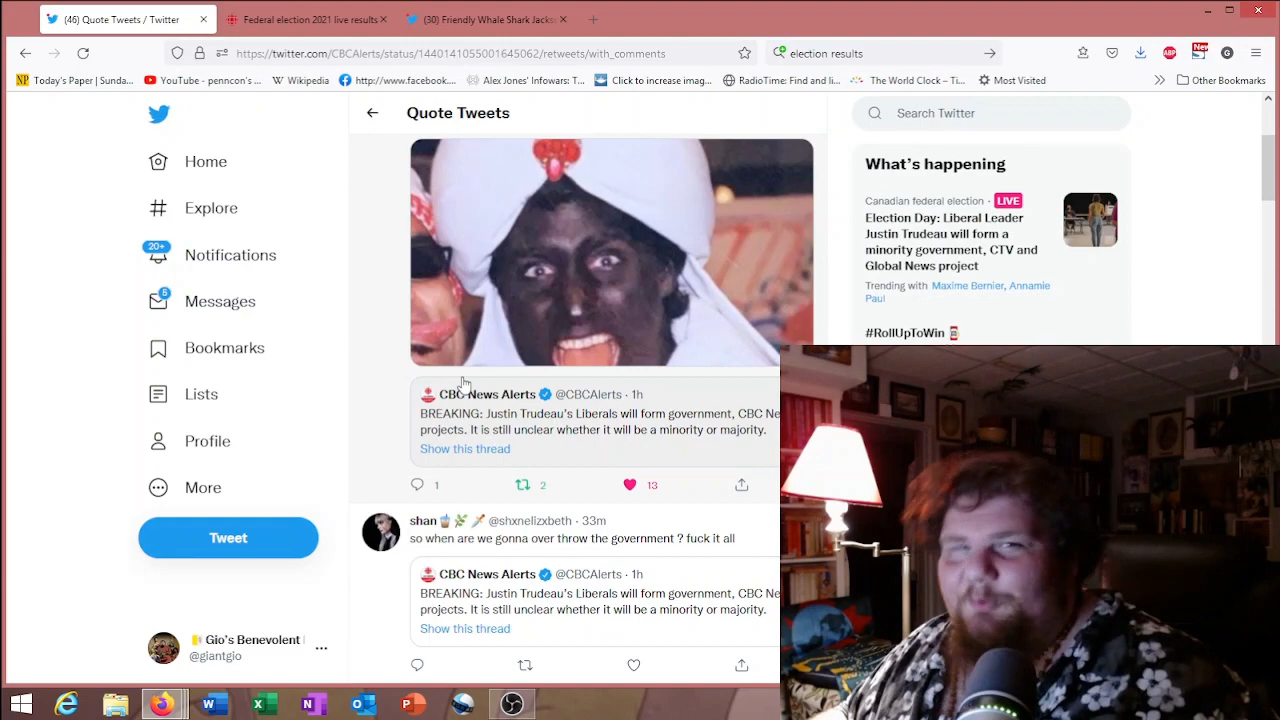 (46) Quote Tweets / Twitter
Federal election 2021 live results
(30) Friendly Whale Shark Jacks
https://twitter.com/CBCAlerts/status/1440141055001645062/retweets/with_comments
election results
Today's Paper | Sunda...
YouTube - penncon's...
Wikipedia
http://www.facebook....
Alex Jones' Infowars: T...
Click to increase imag...
RadioTime: Find and li...
The World Clock – Ti...
Most Visited
Other Bookmarks
ABP
New
G
Home
Explore
20+
Notifications
6
Messages
Bookmarks
Lists
Profile
More
Tweet
Gio's Benevolent
@giantgio
Quote Tweets
CBC News Alerts @CBCAlerts · 1h
BREAKING: Justin Trudeau's Liberals will form government, CBC Ne
projects. It is still unclear whether it will be a minority or majority.
Show this thread
1
2
13
shan @shxnelizxbeth · 33m
so when are we gonna over throw the government ? fuck it all
CBC News Alerts @CBCAlerts · 1h
BREAKING: Justin Trudeau's Liberals will form government, CBC Ne
projects. It is still unclear whether it will be a minority or majority.
Show this thread
Search Twitter
What's happening
Canadian federal election · LIVE
Election Day: Liberal Leader
Justin Trudeau will form a
minority government, CTV and
Global News project
Trending with Maxime Bernier, Annamie
Paul
#RollUpToWin